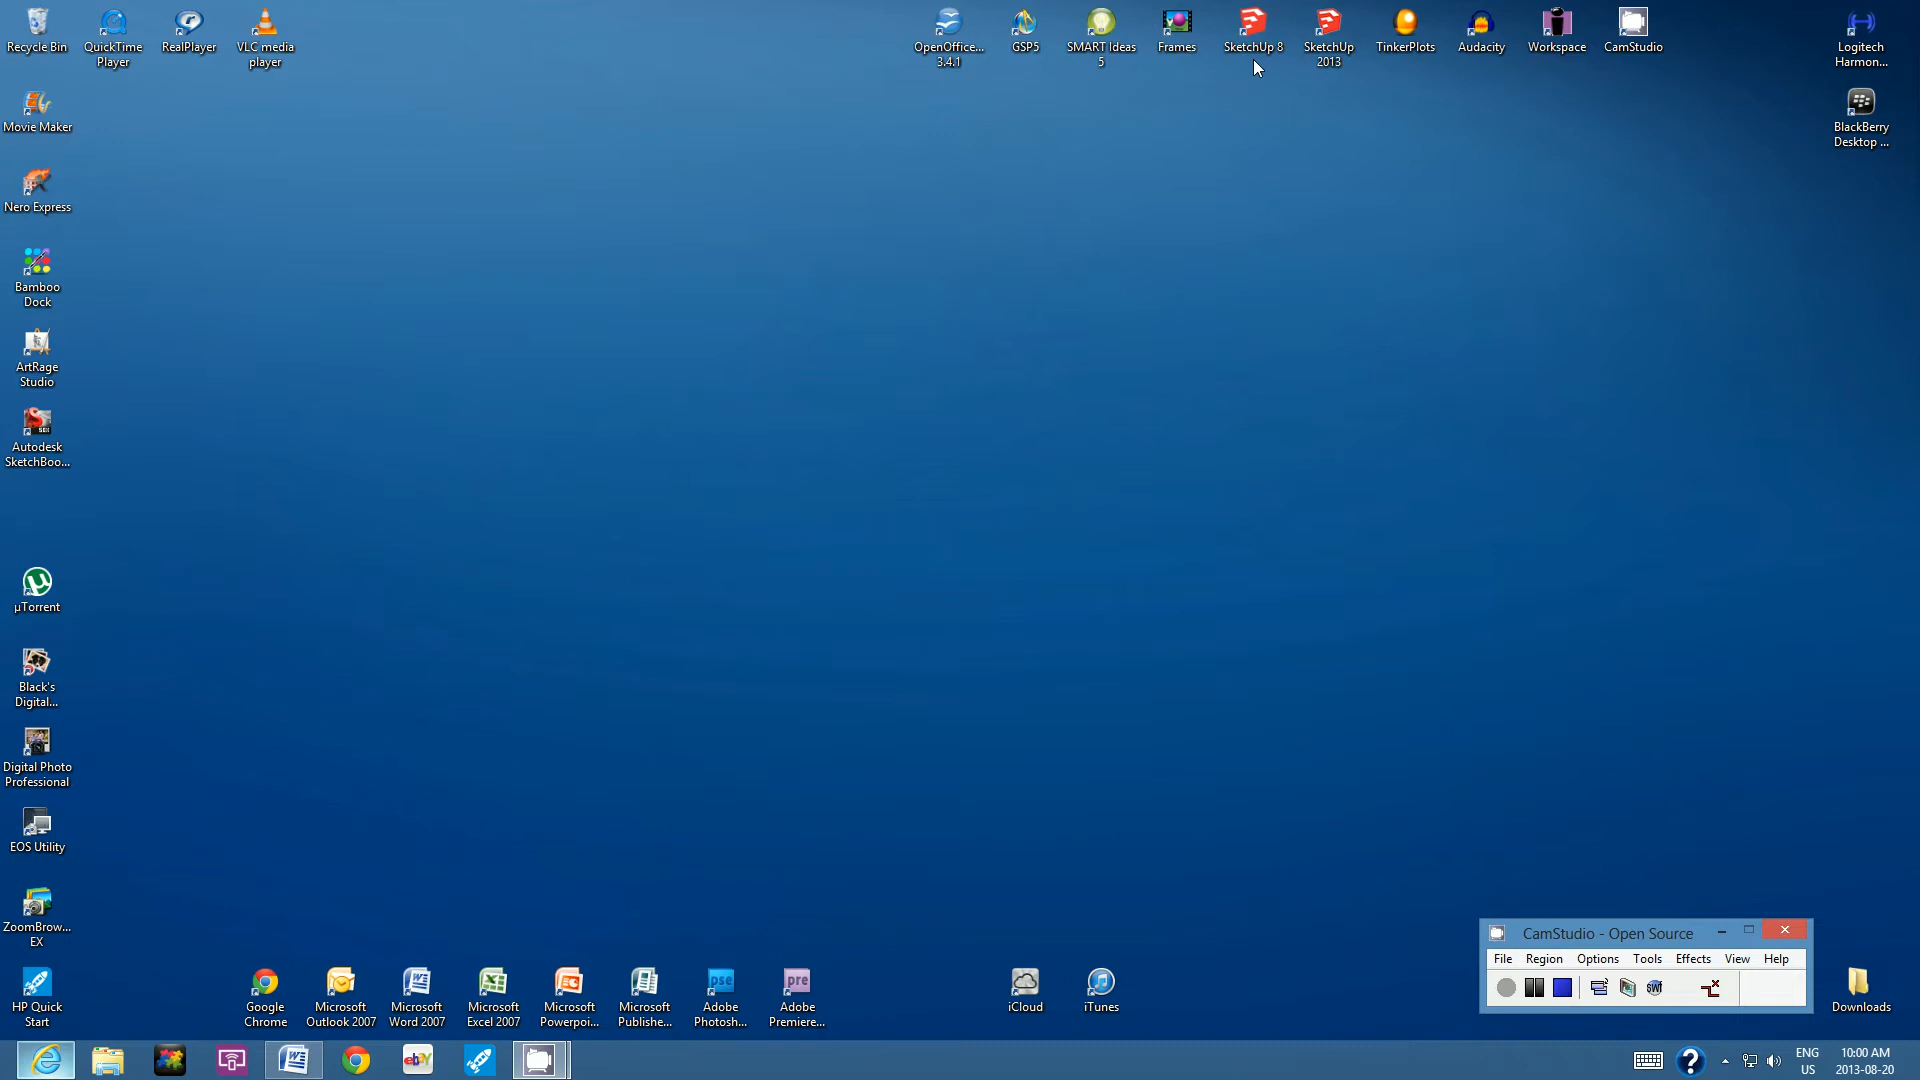 Recycle Bin
QuickTime
Player
RealPlayer
VLC media
player
OpenOffice...
3.4.1
GSP5
SMART Ideas
5
Frames
SketchUp 8
SketchUp
2013
TinkerPlots
Audacity
Workspace
CamStudio
Logitech
Harmon...
Movie Maker
BlackBerry
Desktop ...
Nero Express
Bamboo
Dock
ArtRage
Studio
Autodesk
SketchBoo...
µTorrent
Black's
Digital...
Digital Photo
Professional
EOS Utility
ZoomBrow...
EX
CamStudio - Open Source
File Region Options Tools Effects View Help
SWF
HP Quick
Start
Google
Chrome
Microsoft
Outlook 2007
Microsoft
Word 2007
Microsoft
Excel 2007
Microsoft
Powerpoi...
Microsoft
Publishe...
pse
Adobe
Photosh...
pre
Adobe
Premiere...
iCloud
iTunes
Downloads
ebay
ENG
US
10:00 AM
2013-08-20